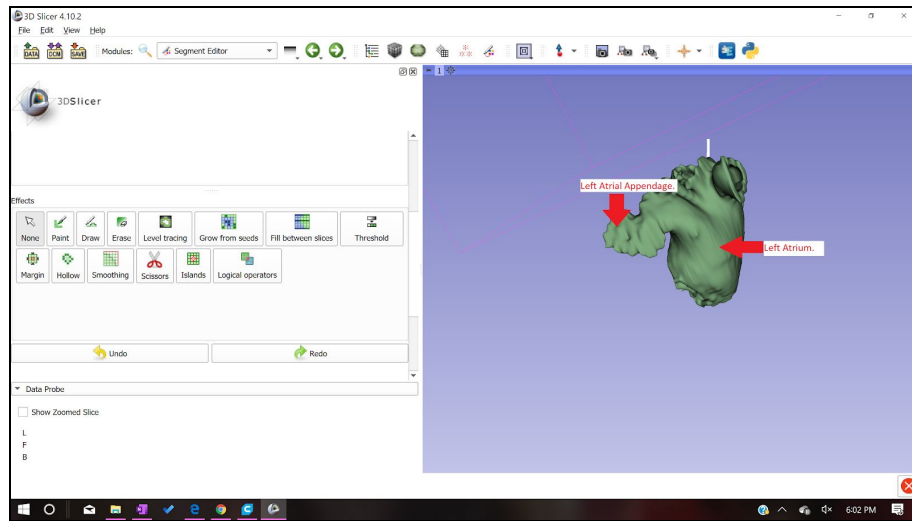 3D Slicer 4.10.2
File Edit View Help
DATA DCM SAVE Modules: Segment Editor
1
3DSlicer
Effects
None Paint Draw Erase Level tracing Grow from seeds Fill between slices Threshold
Margin Hollow Smoothing Scissors Islands Logical operators
Undo Redo
Data Probe
Show Zoomed Slice
L
F
B
Left Atrial Appendage.
Left Atrium.
6:02 PM